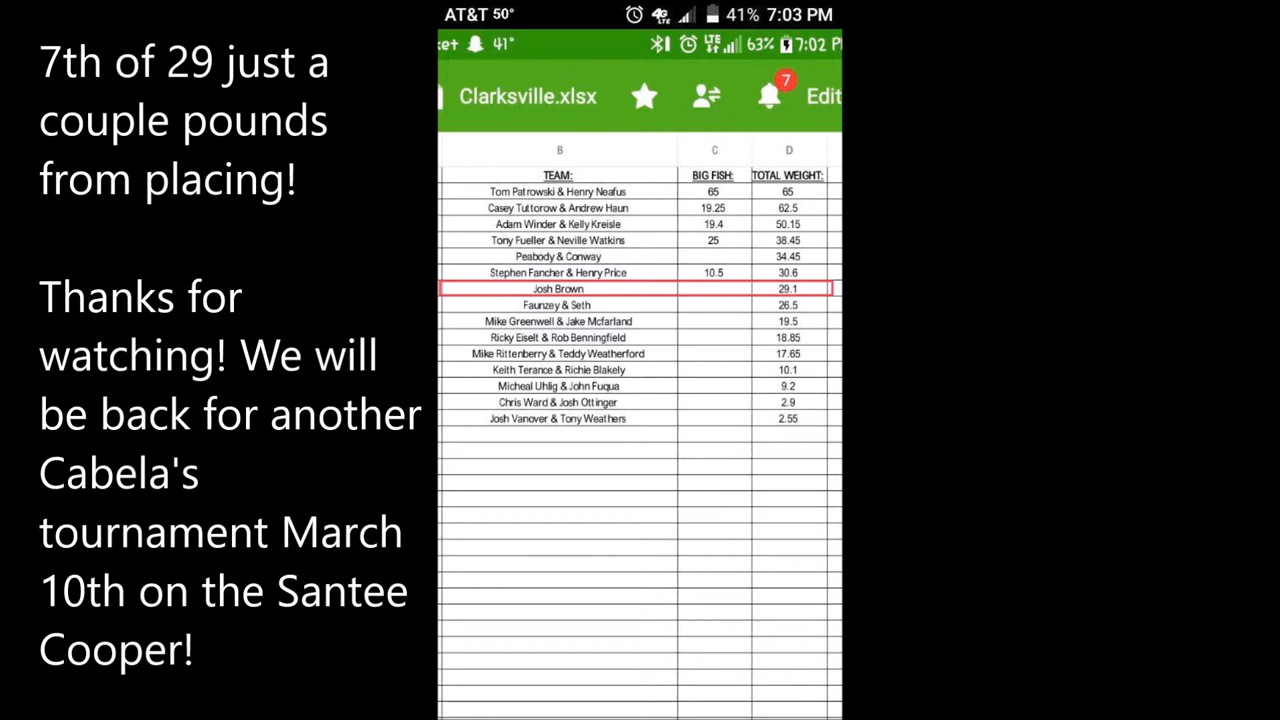 7th of 29 just a
couple pounds
from placing!
Thanks for
watching! We will
be back for another
Cabela's
tournament March
10th on the Santee
Cooper!
AT&T 50° 4G LTE 41% 7:03 PM
ket 41° LTE 63% 7:02 P
Clarksville.xlsx 7 Edit
B C D
TEAM: BIG FISH: TOTAL WEIGHT:
Tom Patrowski & Henry Neafus 65 65
Casey Tuttorow & Andrew Haun 19.25 62.5
Adam Winder & Kelly Kreisle 19.4 50.15
Tony Fueller & Neville Watkins 25 38.45
Peabody & Conway 34.45
Stephen Fancher & Henry Price 10.5 30.6
Josh Brown 29.1
Faunzey & Seth 26.5
Mike Greenwell & Jake Mcfarland 19.5
Ricky Eiselt & Rob Benningfield 18.85
Mike Rittenberry & Teddy Weatherford 17.65
Keith Terance & Richie Blakely 10.1
Micheal Uhlig & John Fuqua 9.2
Chris Ward & Josh Ottinger 2.9
Josh Vanover & Tony Weathers 2.55